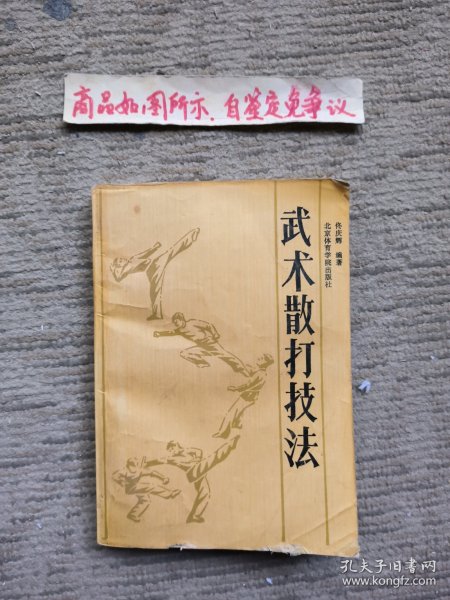 商品如图所示.自鉴定免争议
武术散打技法
佟庆辉 编著
北京体育学院出版社
孔夫子旧书网
www.kongfz.com